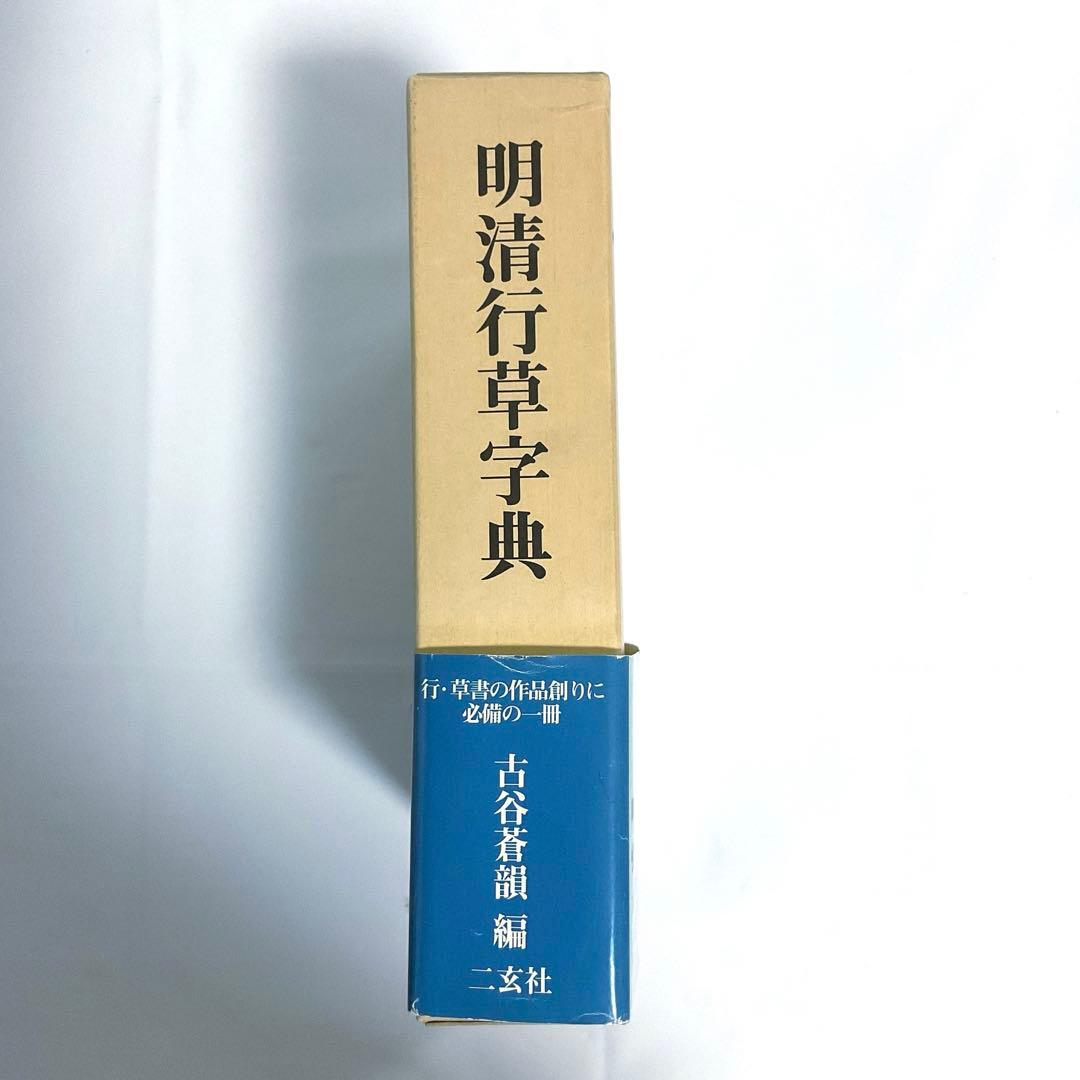 明清行草字典
行・草書の作品創りに
必備の一冊
古谷蒼韻 編
二玄社